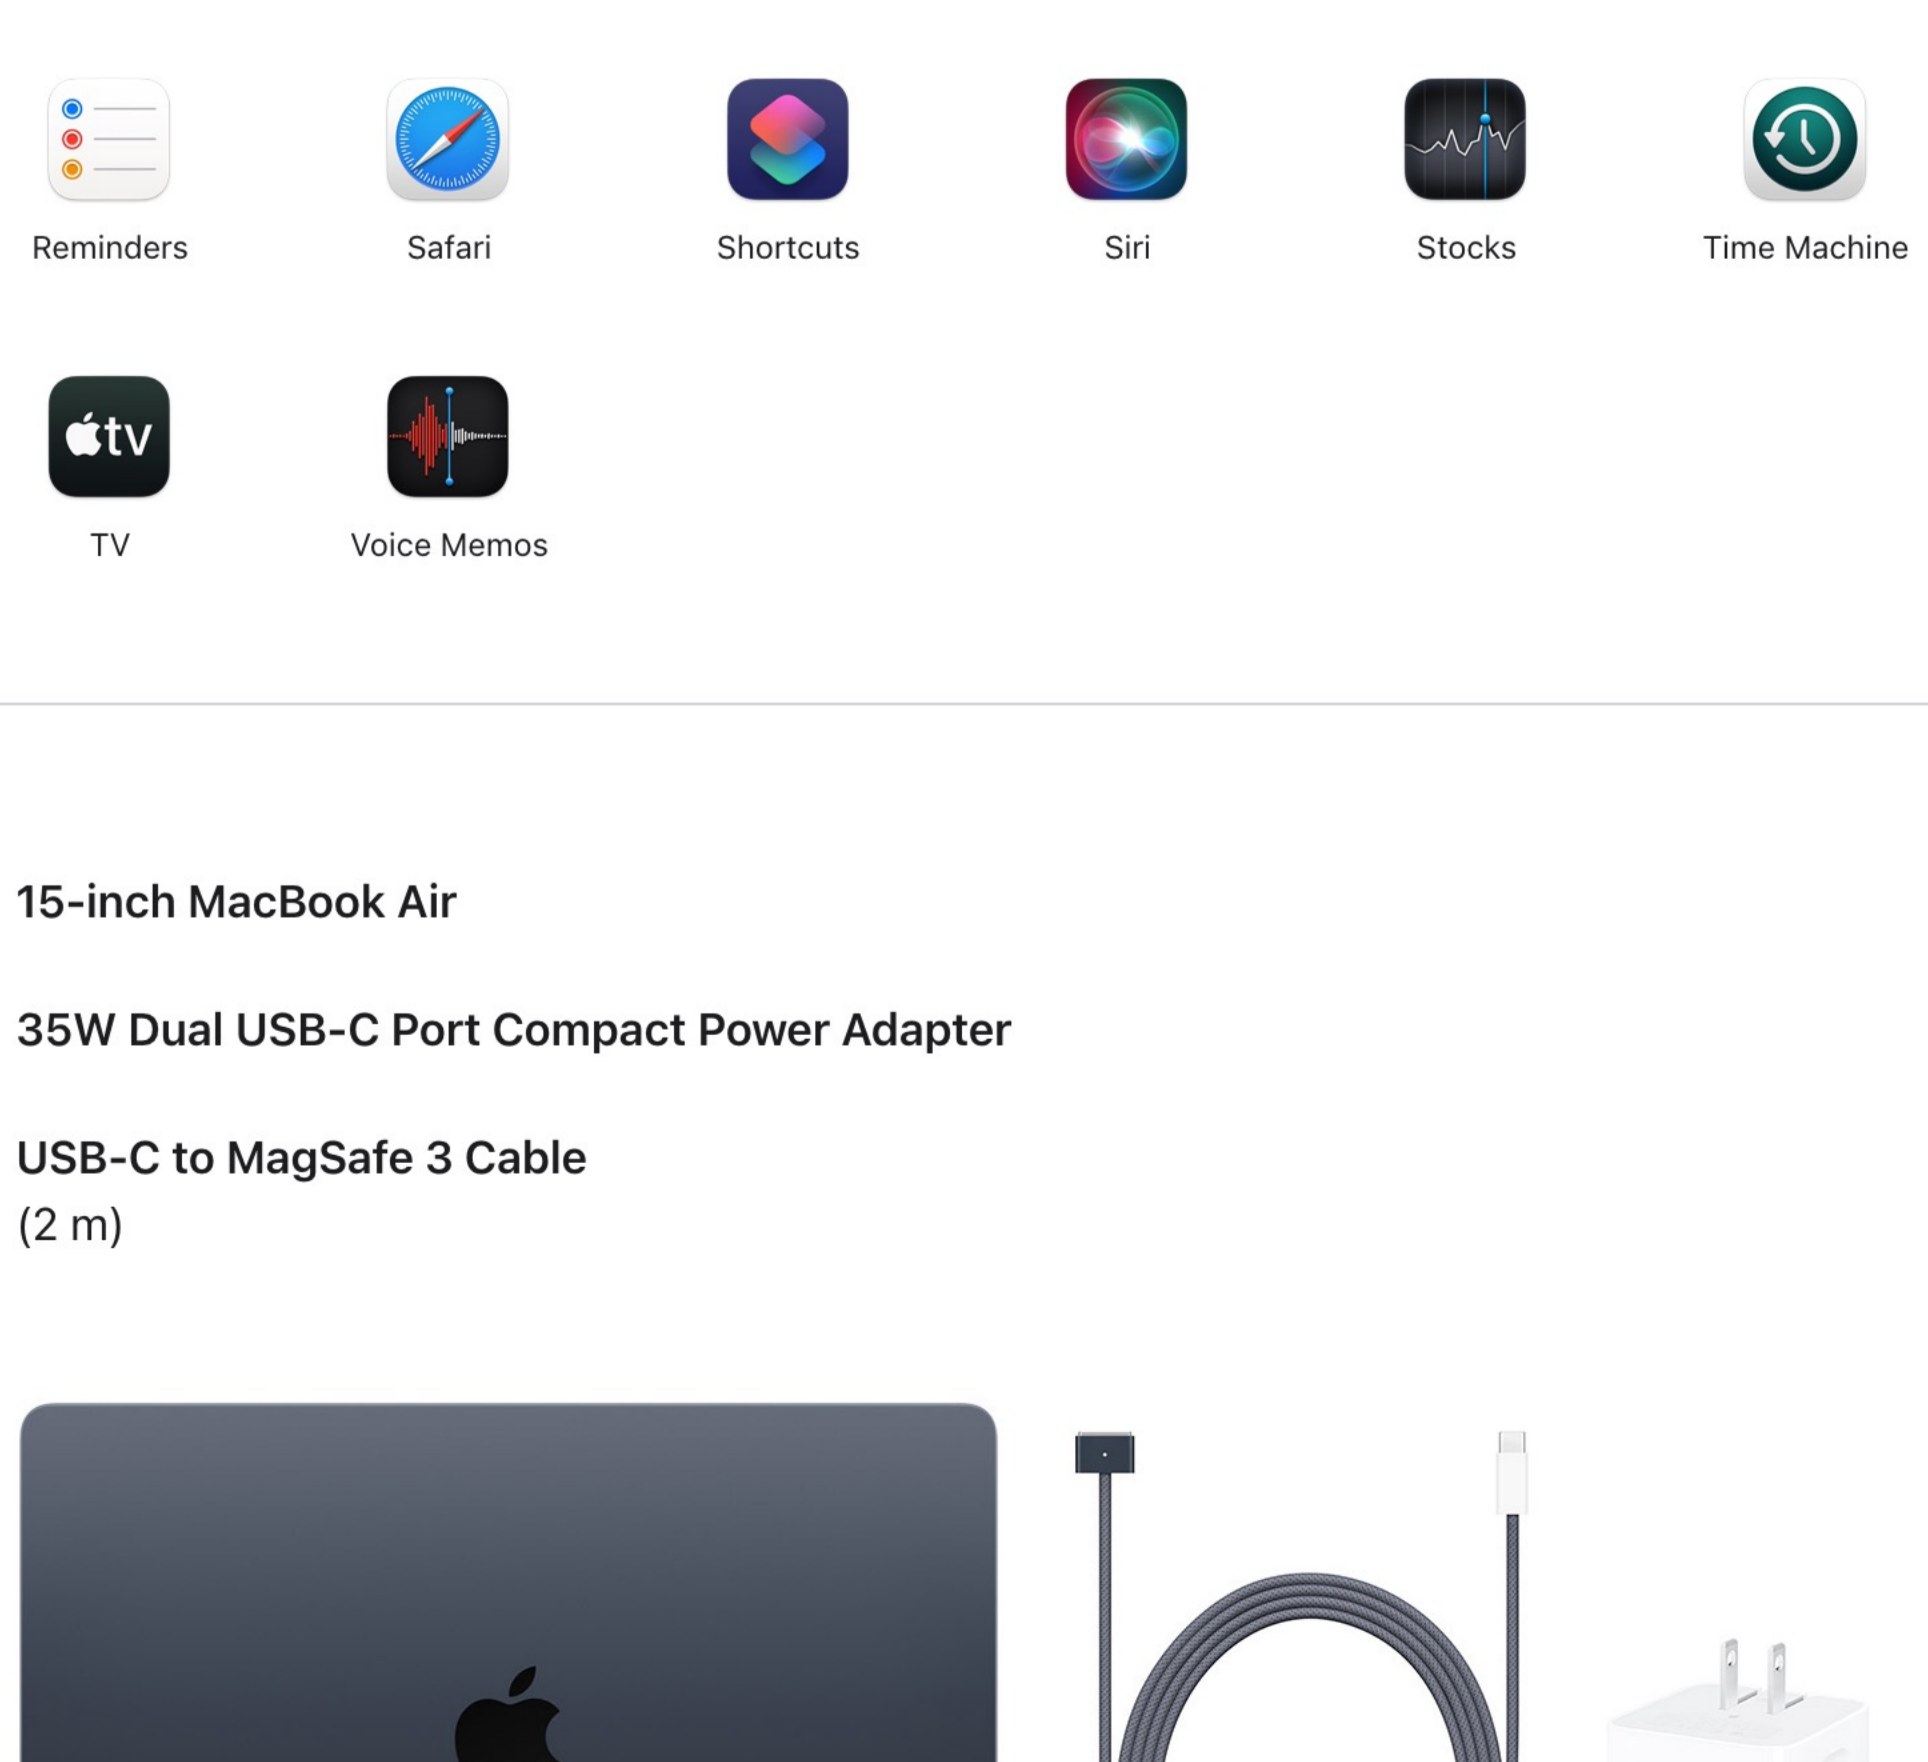 Reminders Safari Shortcuts Siri Stocks Time Machine
tv
TV Voice Memos
15-inch MacBook Air
35W Dual USB-C Port Compact Power Adapter
USB-C to MagSafe 3 Cable
(2 m)